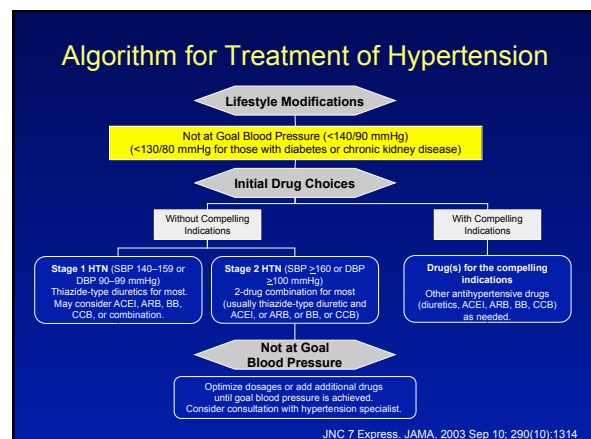 Algorithm for Treatment of Hypertension
Lifestyle Modifications
Not at Goal Blood Pressure (<140/90 mmHg)
(<130/80 mmHg for those with diabetes or chronic kidney disease)
Initial Drug Choices
Without Compelling
Indications
With Compelling
Indications
Stage 1 HTN (SBP 140–159 or
DBP 90–99 mmHg)
Thiazide-type diuretics for most.
May consider ACEI, ARB, BB,
CCB, or combination.
Stage 2 HTN (SBP ≥160 or DBP
≥100 mmHg)
2-drug combination for most
(usually thiazide-type diuretic and
ACEI, or ARB, or BB, or CCB)
Drug(s) for the compelling
indications
Other antihypertensive drugs
(diuretics, ACEI, ARB, BB, CCB)
as needed.
Not at Goal
Blood Pressure
Optimize dosages or add additional drugs
until goal blood pressure is achieved.
Consider consultation with hypertension specialist.
JNC 7 Express. JAMA. 2003 Sep 10; 290(10):1314